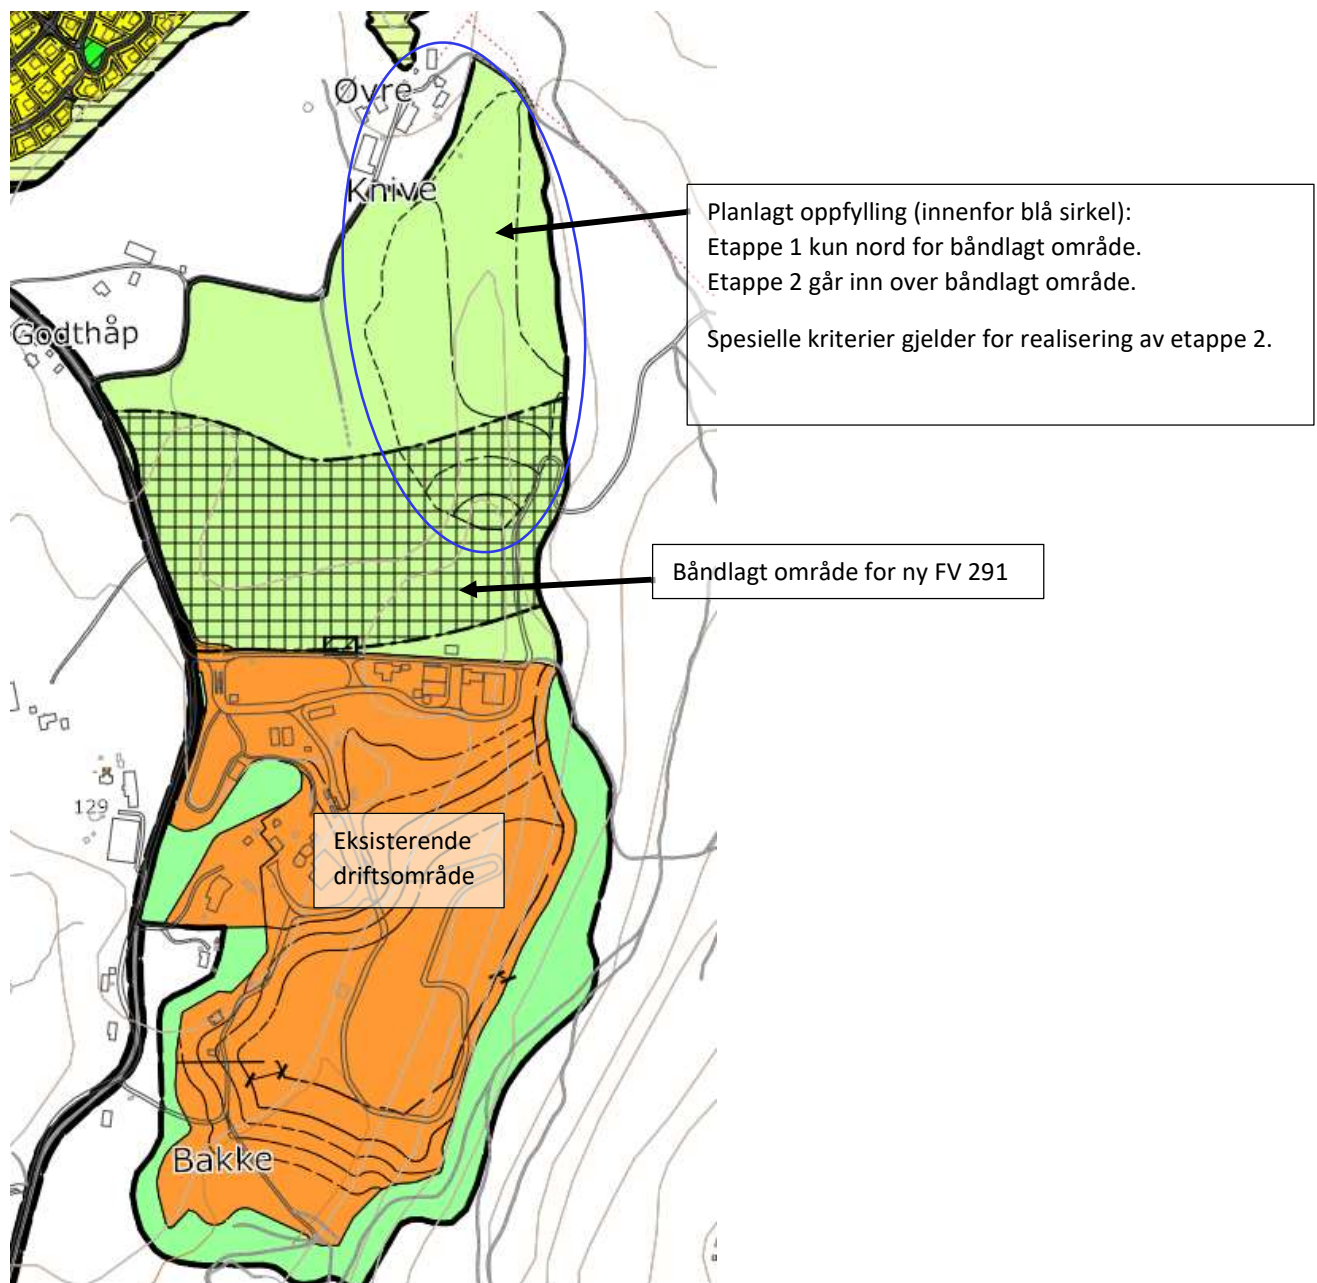 Øvre
Knive
Planlagt oppfylling (innenfor blå sirkel):
Etappe 1 kun nord for båndlagt område.
Etappe 2 går inn over båndlagt område.
Spesielle kriterier gjelder for realisering av etappe 2.
Godthåp
Båndlagt område for ny FV 291
129
Eksisterende
driftsområde
Bakke